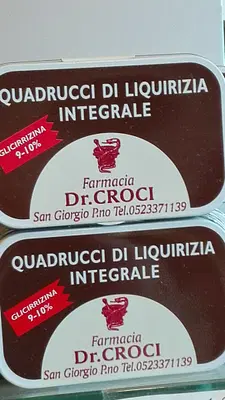 QUADRUCCI DI LIQUIRIZIA
INTEGRALE
GLICIRRIZINA
9-10%
Farmacia
Dr.CROCI
San Giorgio P.no Tel.0523371139
QUADRUCCI DI LIQUIRIZIA
INTEGRALE
GLICIRRIZINA
9-10%
Farmacia
Dr.CROCI
San Giorgio P.no Tel.0523371139